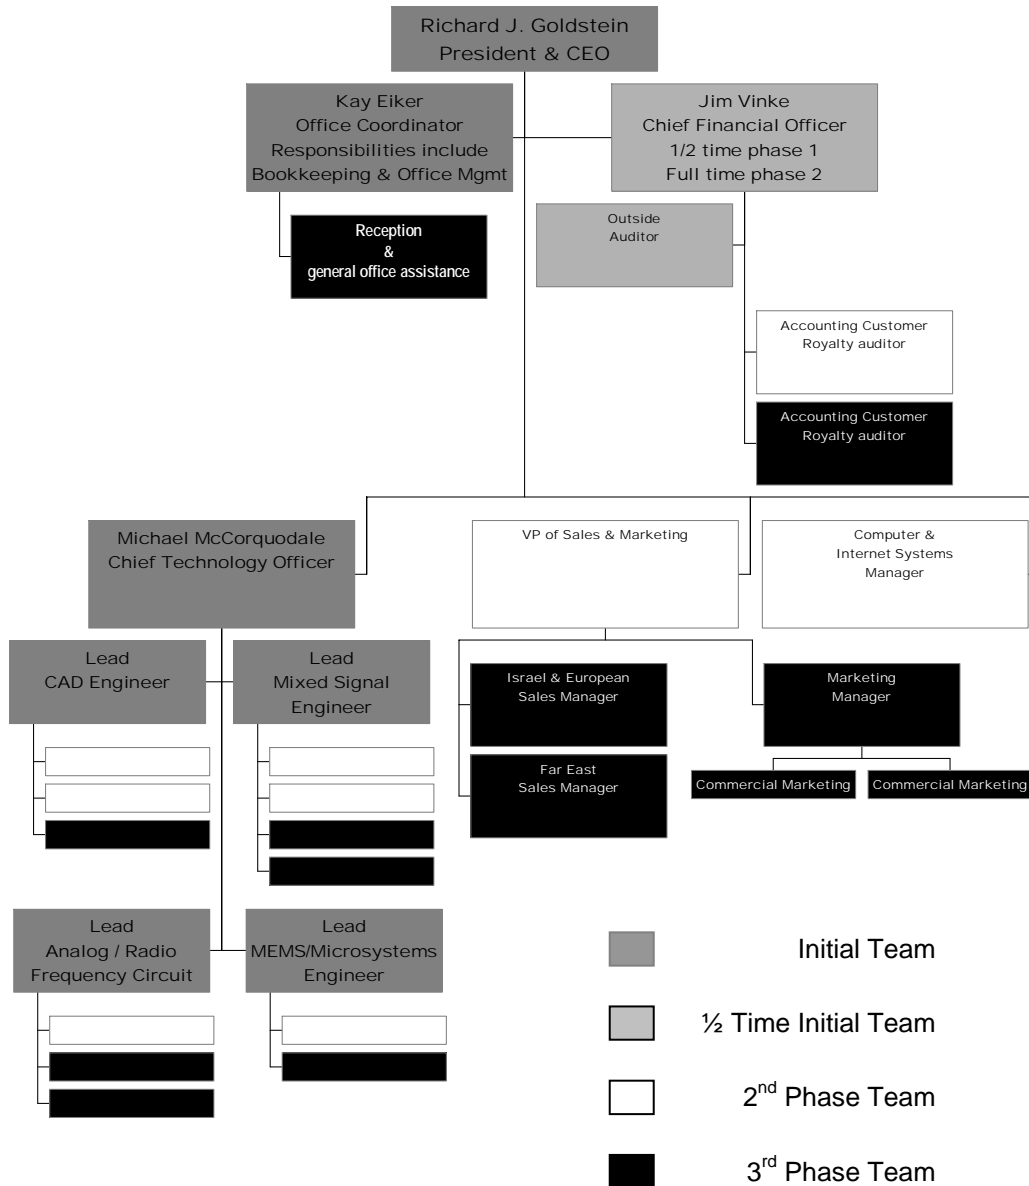 Richard J. Goldstein
President & CEO
Kay Eiker
Office Coordinator
Responsibilities include
Bookkeeping & Office Mgmt
Jim Vinke
Chief Financial Officer
1/2 time phase 1
Full time phase 2
Reception
&
general office assistance
Outside
Auditor
Accounting Customer
Royalty auditor
Accounting Customer
Royalty auditor
Michael McCorquodale
Chief Technology Officer
VP of Sales & Marketing
Computer &
Internet Systems
Manager
Lead
CAD Engineer
Lead
Mixed Signal
Engineer
Israel & European
Sales Manager
Marketing
Manager
Far East
Sales Manager
Commercial Marketing
Commercial Marketing
Lead
Analog / Radio
Frequency Circuit
Lead
MEMS/Microsystems
Engineer
Initial Team
½ Time Initial Team
2nd Phase Team
3rd Phase Team